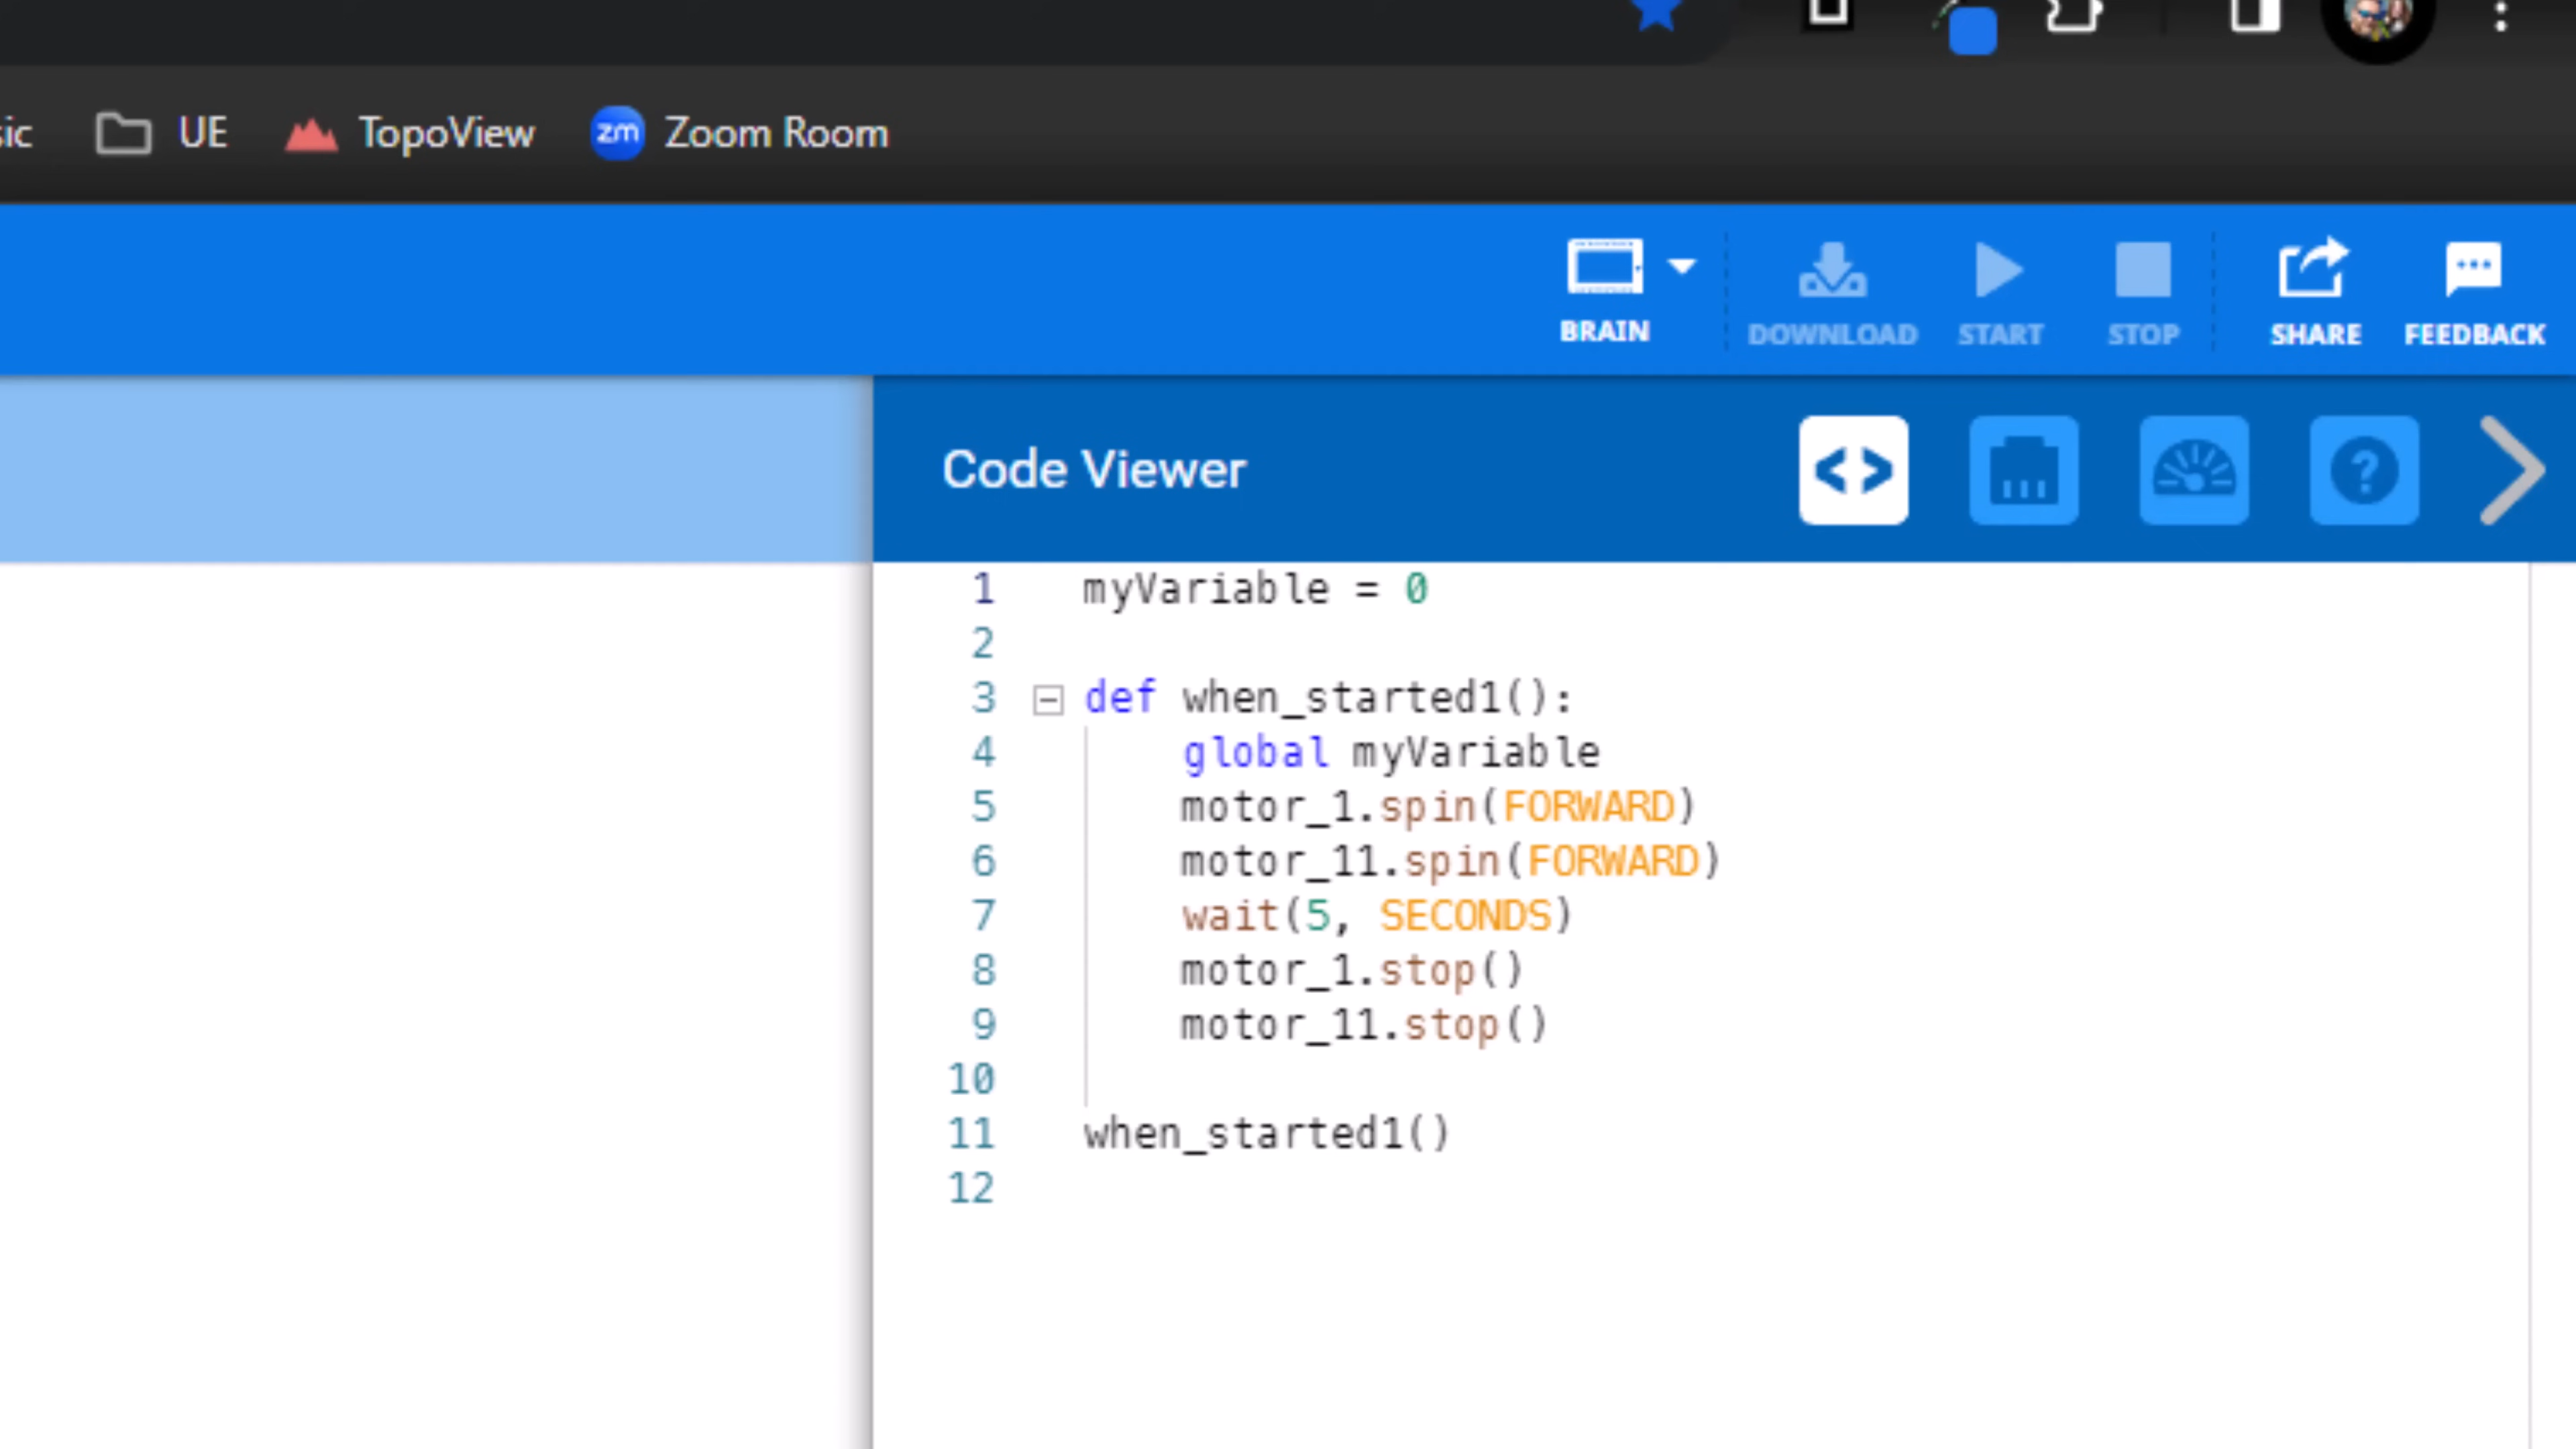 UE TopoView zm Zoom Room
BRAIN DOWNLOAD START STOP SHARE FEEDBACK
Code Viewer
1 myVariable = 0
2
3 def when_started1():
4 global myVariable
5 motor_1.spin(FORWARD)
6 motor_11.spin(FORWARD)
7 wait(5, SECONDS)
8 motor_1.stop()
9 motor_11.stop()
10
11 when_started1()
12